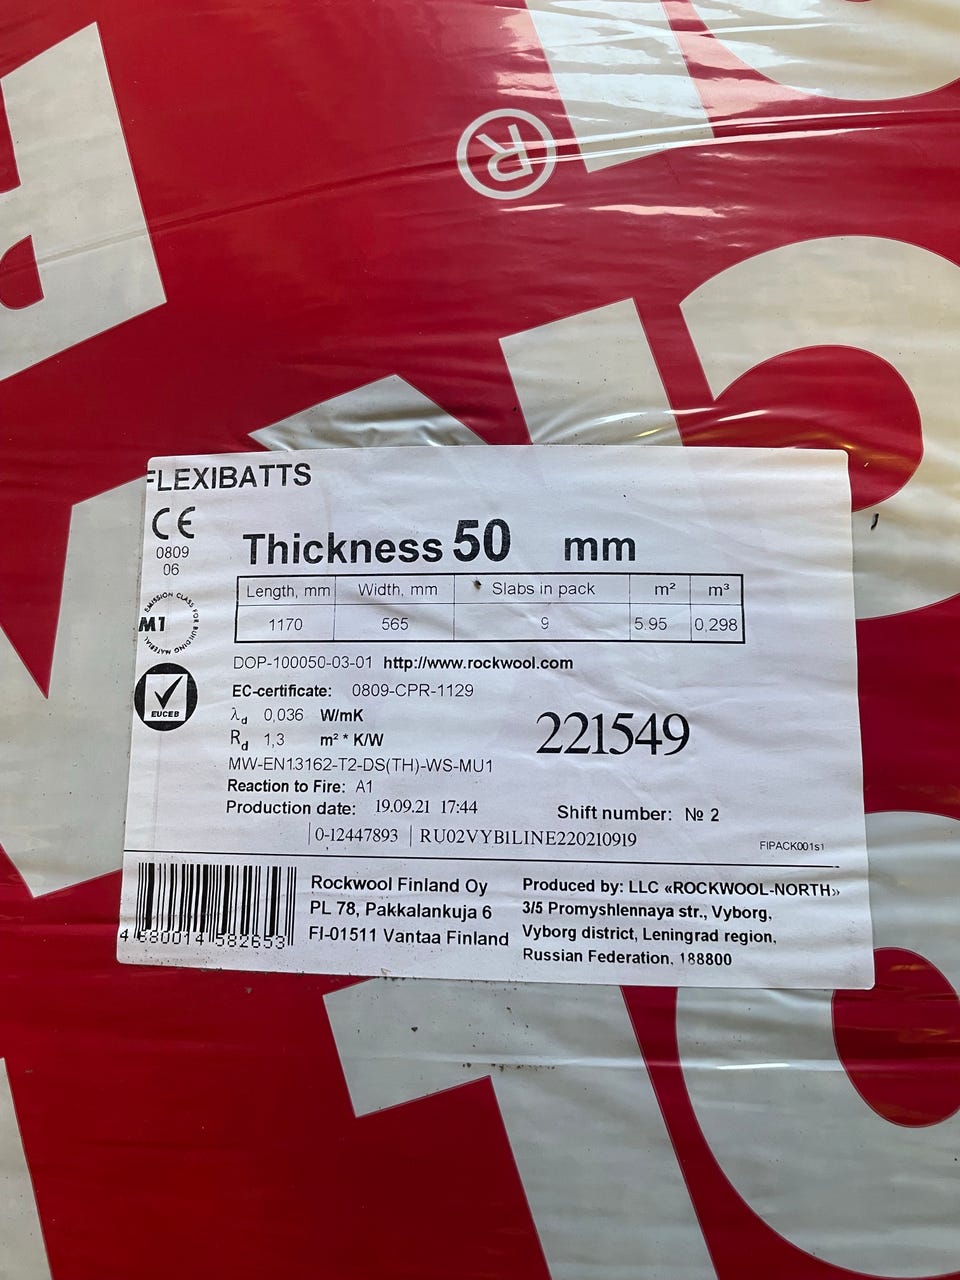 ®
FLEXIBATTS
CE
0809
06
Thickness 50 mm
Length, mm Width, mm Slabs in pack m² m³
1170 565 9 5.95 0,298
EMISSION CLASS FOR BUILDING MATERIAL
M1
DOP-100050-03-01 http://www.rockwool.com
EUCEB
EC-certificate: 0809-CPR-1129
λd 0,036 W/mK
Rd 1,3 m² * K/W
221549
MW-EN13162-T2-DS(TH)-WS-MU1
Reaction to Fire: A1
Production date: 19.09.21 17:44
Shift number: № 2
0-12447893 RU02VYBILINE220210919
FIPACK001s1
4 680014 582653
Rockwool Finland Oy
PL 78, Pakkalankuja 6
FI-01511 Vantaa Finland
Produced by: LLC «ROCKWOOL-NORTH»
3/5 Promyshlennaya str., Vyborg,
Vyborg district, Leningrad region,
Russian Federation, 188800